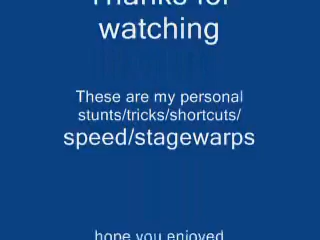 Thanks for
watching
These are my personal
stunts/tricks/shortcuts/
speed/stagewarps
hope you enjoyed